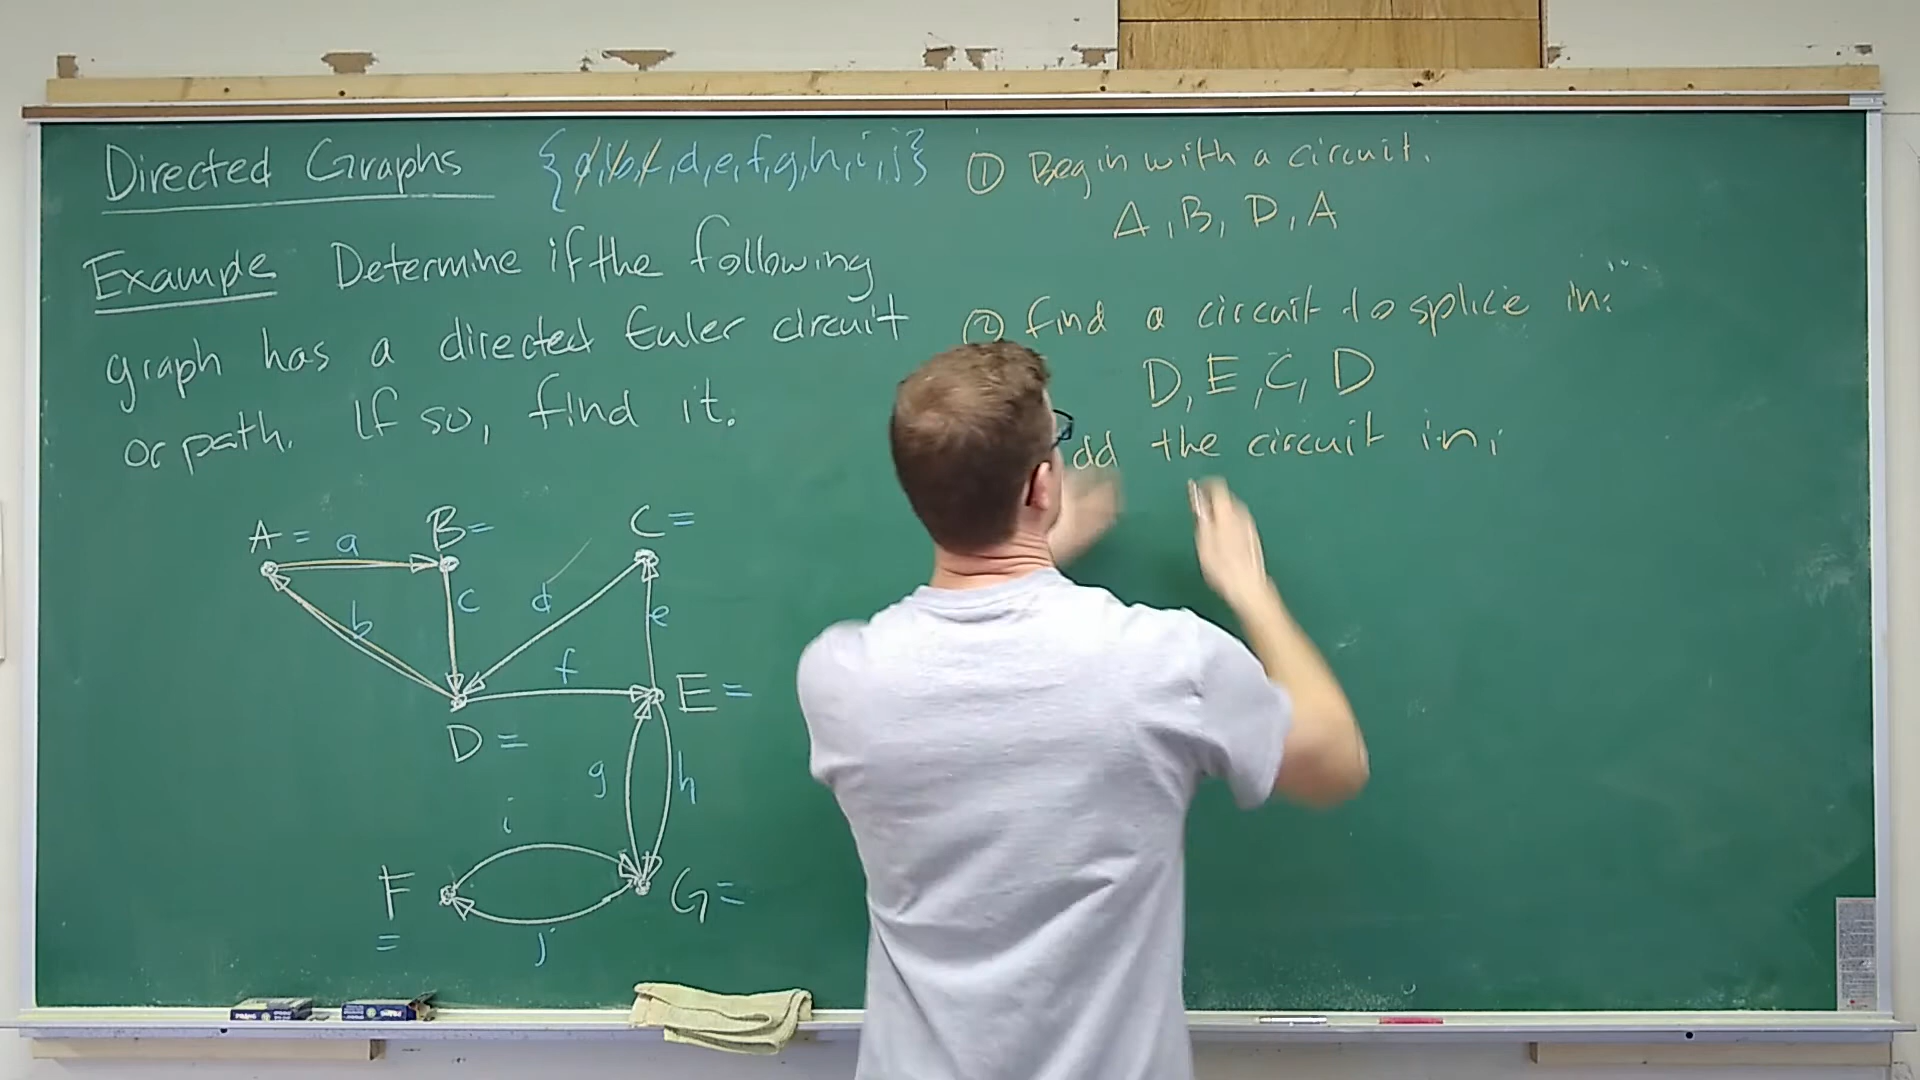 Directed Graphs {a,b,c,d,e,f,g,h,i,j}
Example Determine if the following
graph has a directed Euler circuit
or path. If so, find it.
A = a B = C =
b c d e
f
D = E =
g h
i
F = G =
j
① Begin with a circuit.
A, B, D, A
② find a circuit to splice in:
D, E, C, D
dd the circuit in: